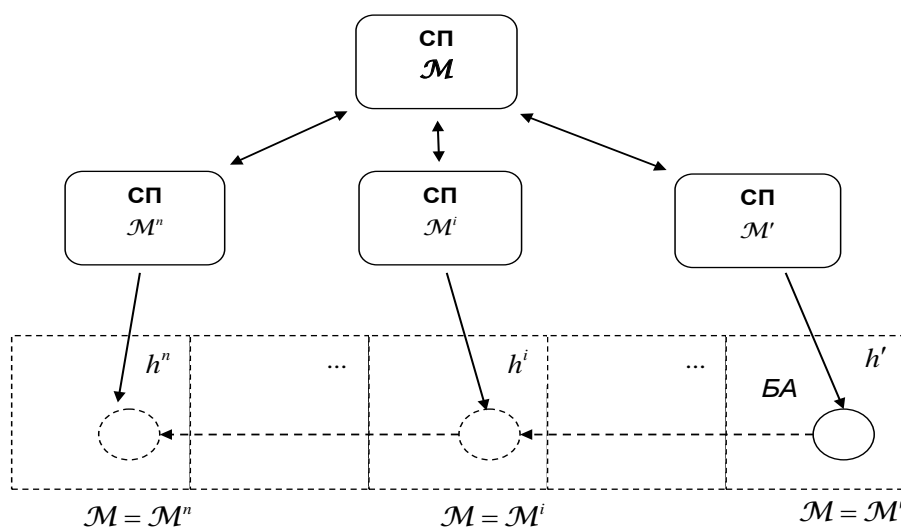 СП
ℳ
СП
ℳⁿ
СП
ℳⁱ
СП
ℳ′
hⁿ
...
hⁱ
...
h′
БА
ℳ = ℳⁿ
ℳ = ℳⁱ
ℳ = ℳ′